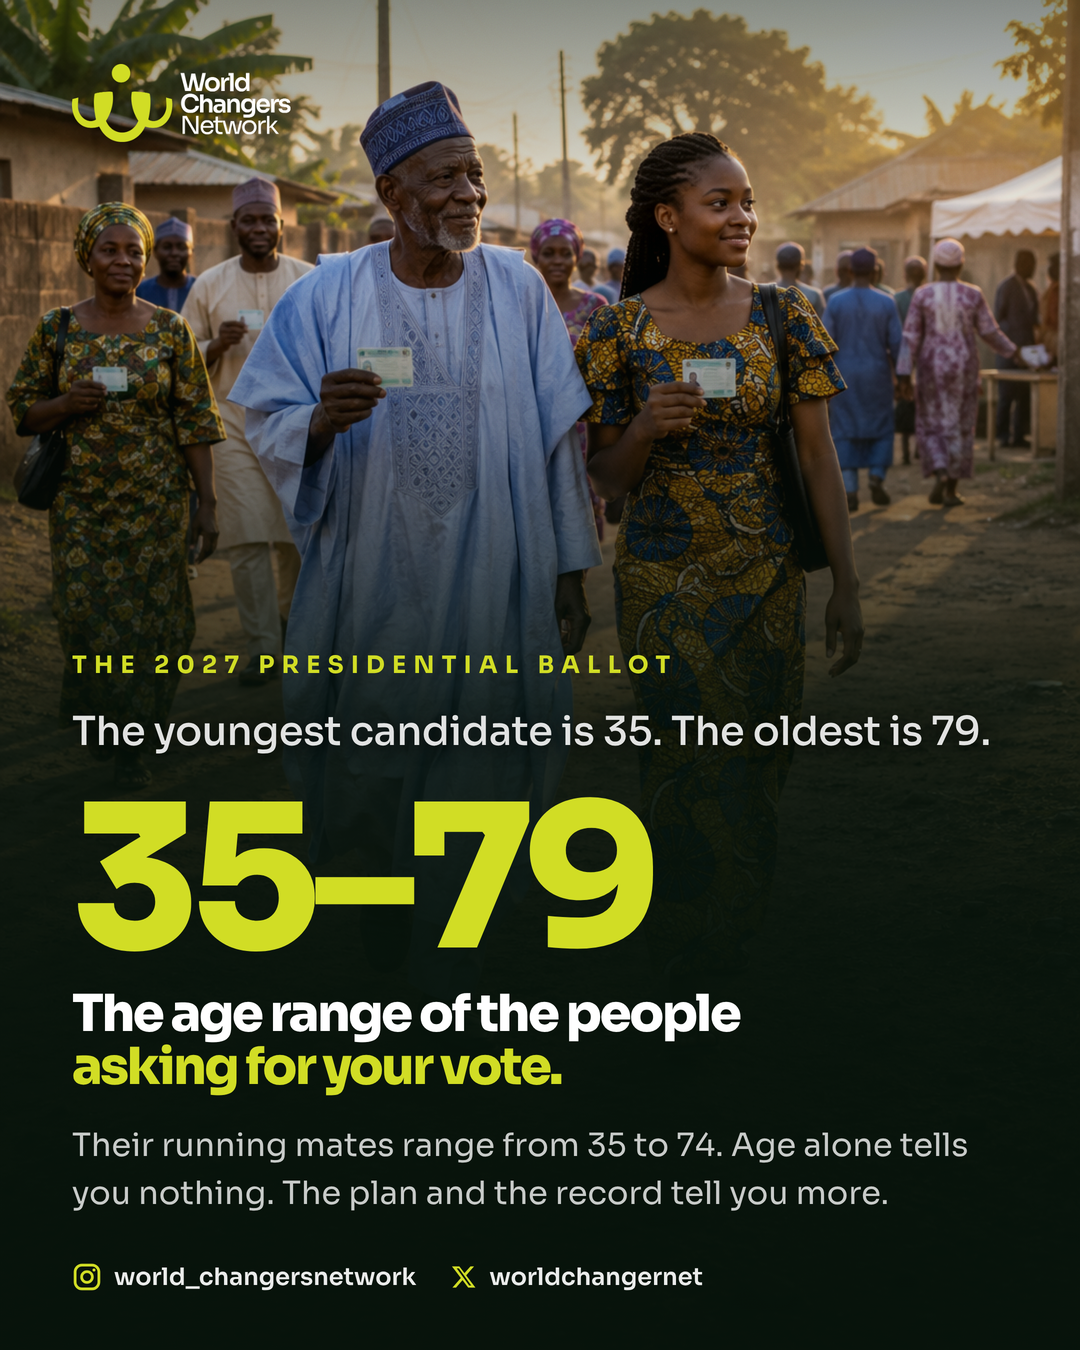 World
Changers
Network
THE 2027 PRESIDENTIAL BALLOT
The youngest candidate is 35. The oldest is 79.
35–79
The age range of the people
asking for your vote.
Their running mates range from 35 to 74. Age alone tells
you nothing. The plan and the record tell you more.
world_changersnetwork worldchangernet